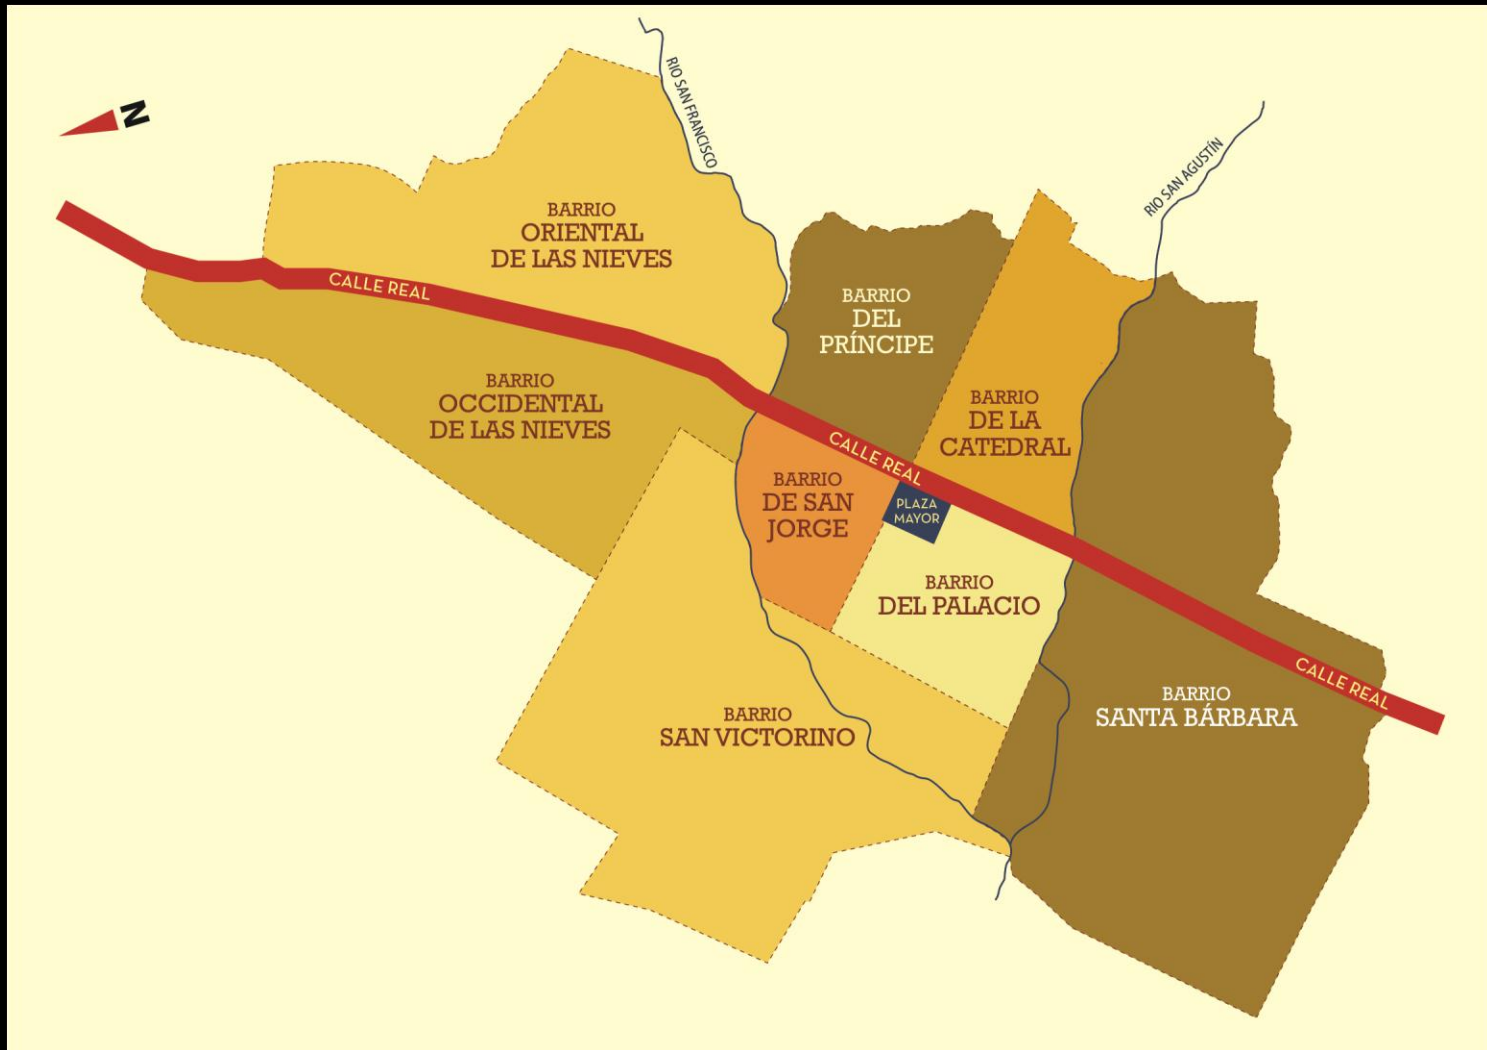 N
RIO SAN FRANCISCO
RIO SAN AGUSTÍN
BARRIO
ORIENTAL
DE LAS NIEVES
CALLE REAL
BARRIO
DEL
PRÍNCIPE
BARRIO
OCCIDENTAL
DE LAS NIEVES
BARRIO
DE LA
CATEDRAL
CALLE REAL
BARRIO
DE SAN
JORGE
PLAZA
MAYOR
BARRIO
DEL PALACIO
CALLE REAL
BARRIO
SANTA BÁRBARA
BARRIO
SAN VICTORINO